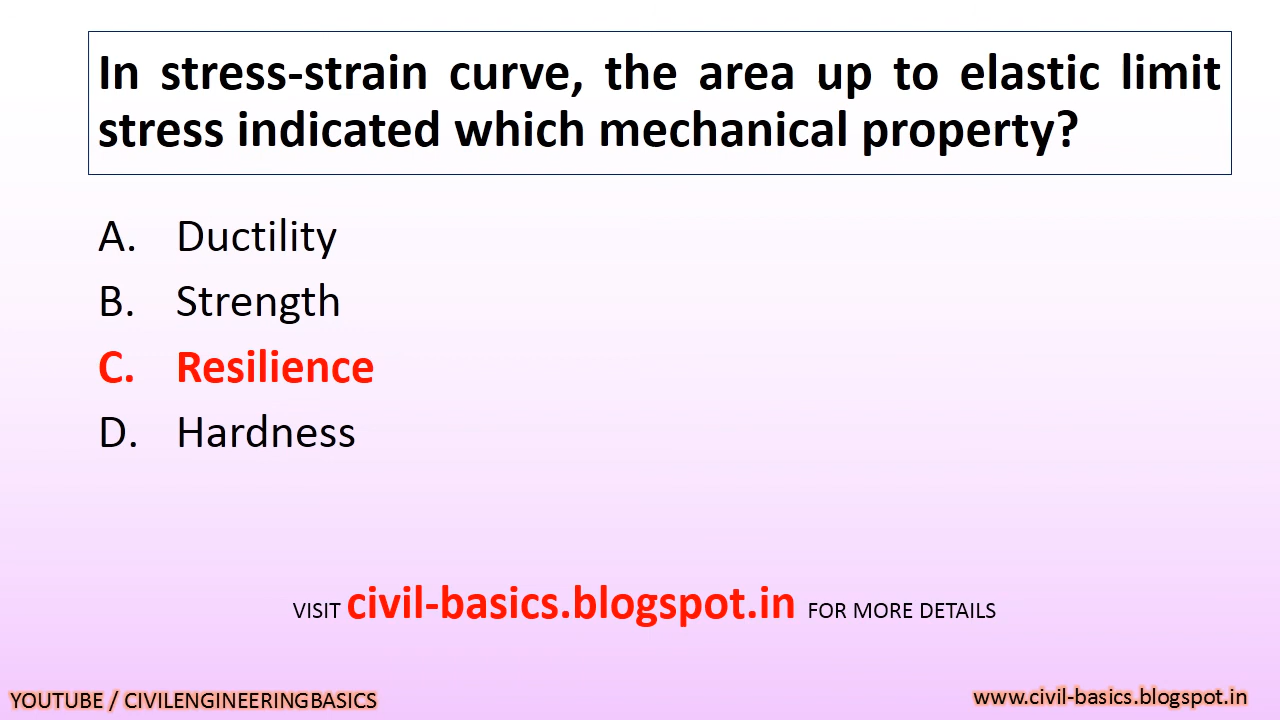 In stress-strain curve, the area up to elastic limit
stress indicated which mechanical property?
A. Ductility
B. Strength
C. Resilience
D. Hardness
VISIT civil-basics.blogspot.in FOR MORE DETAILS
YOUTUBE / CIVILENGINEERINGBASICS
www.civil-basics.blogspot.in